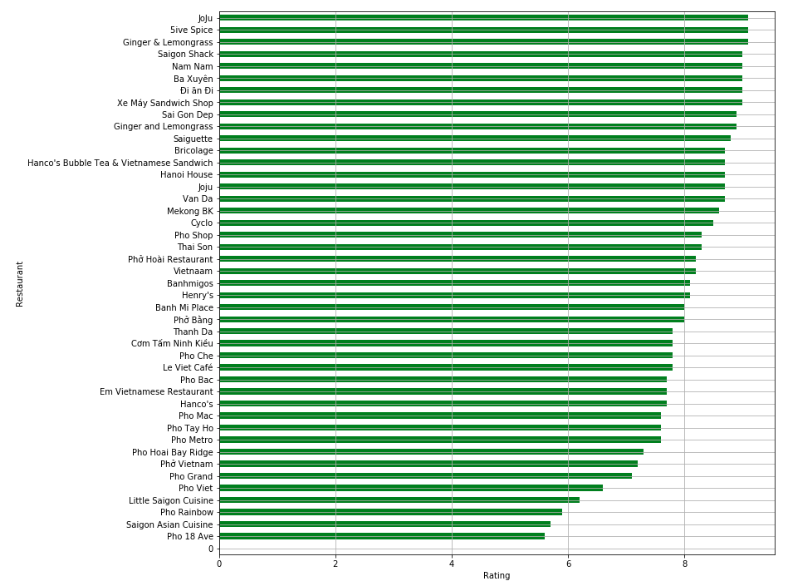 JoJu
5ive Spice
Ginger & Lemongrass
Saigon Shack
Nam Nam
Ba Xuyên
Đi ăn Đi
Xe Máy Sandwich Shop
Sai Gon Dep
Ginger and Lemongrass
Saiguette
Bricolage
Hanco's Bubble Tea & Vietnamese Sandwich
Hanoi House
Joju
Van Da
Mekong BK
Cyclo
Pho Shop
Thai Son
Phở Hoài Restaurant
Vietnaam
Banhmigos
Henry's
Banh Mi Place
Phở Bằng
Thanh Da
Cơm Tấm Ninh Kiều
Pho Che
Le Viet Café
Pho Bac
Em Vietnamese Restaurant
Hanco's
Pho Mac
Pho Tay Ho
Pho Metro
Pho Hoai Bay Ridge
Phở Vietnam
Pho Grand
Pho Viet
Little Saigon Cuisine
Pho Rainbow
Saigon Asian Cuisine
Pho 18 Ave
0
Restaurant
0 2 4 6 8
Rating